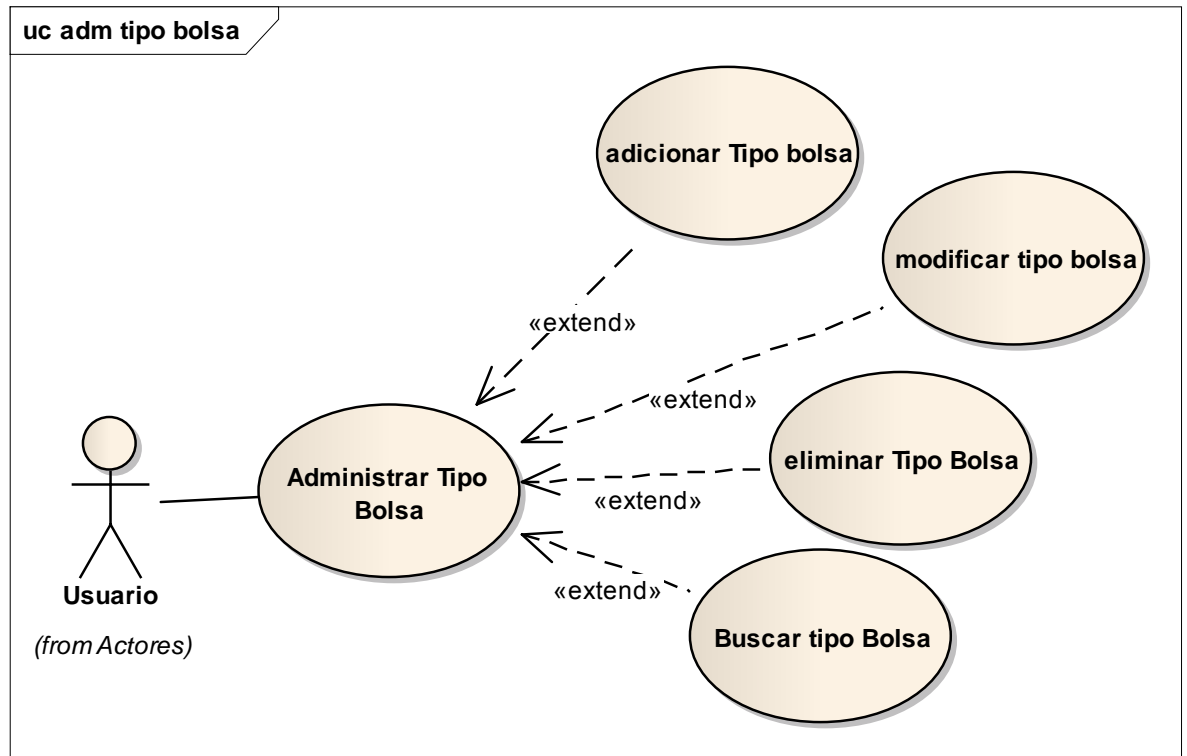 uc adm tipo bolsa
adicionar Tipo bolsa
modificar tipo bolsa
«extend»
«extend»
eliminar Tipo Bolsa
Administrar Tipo
Bolsa
«extend»
«extend»
Usuario
Buscar tipo Bolsa
(from Actores)